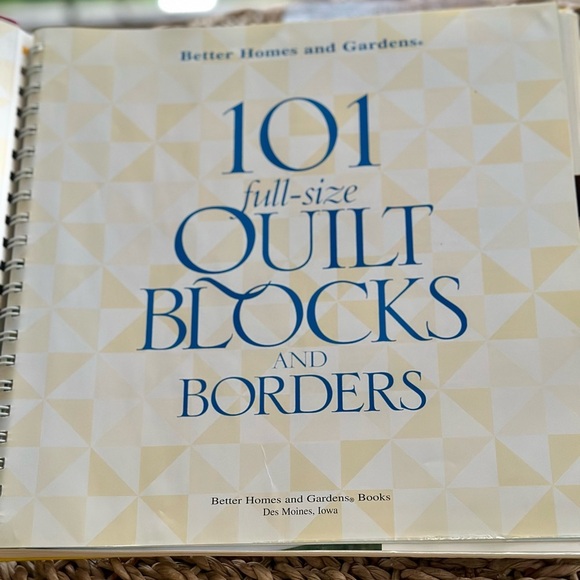 Better Homes and Gardens®
101
full-size
QUILT
BLOCKS
AND
BORDERS
Better Homes and Gardens® Books
Des Moines, Iowa